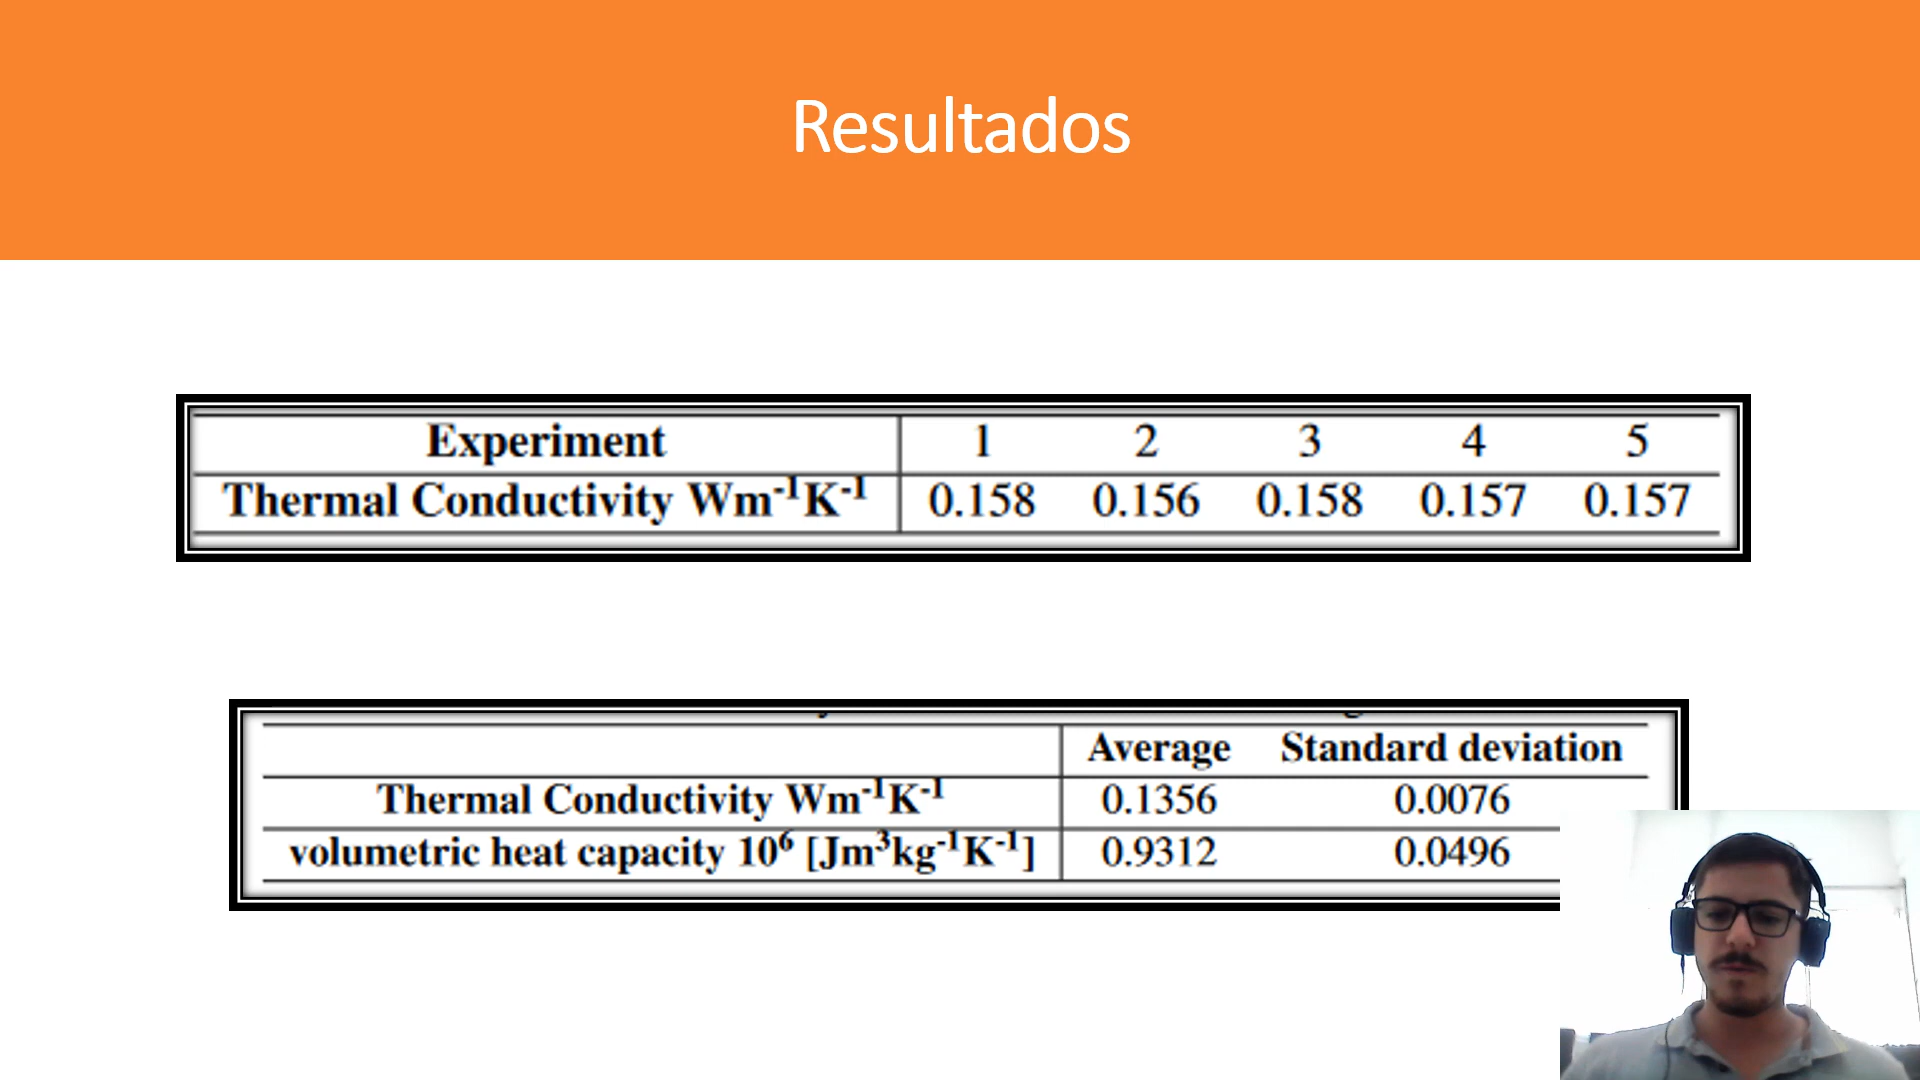 Resultados
Experiment 1 2 3 4 5
Thermal Conductivity Wm⁻¹K⁻¹ 0.158 0.156 0.158 0.157 0.157
Average Standard deviation
Thermal Conductivity Wm⁻¹K⁻¹ 0.1356 0.0076
volumetric heat capacity 10⁶ [Jm³kg⁻¹K⁻¹] 0.9312 0.0496